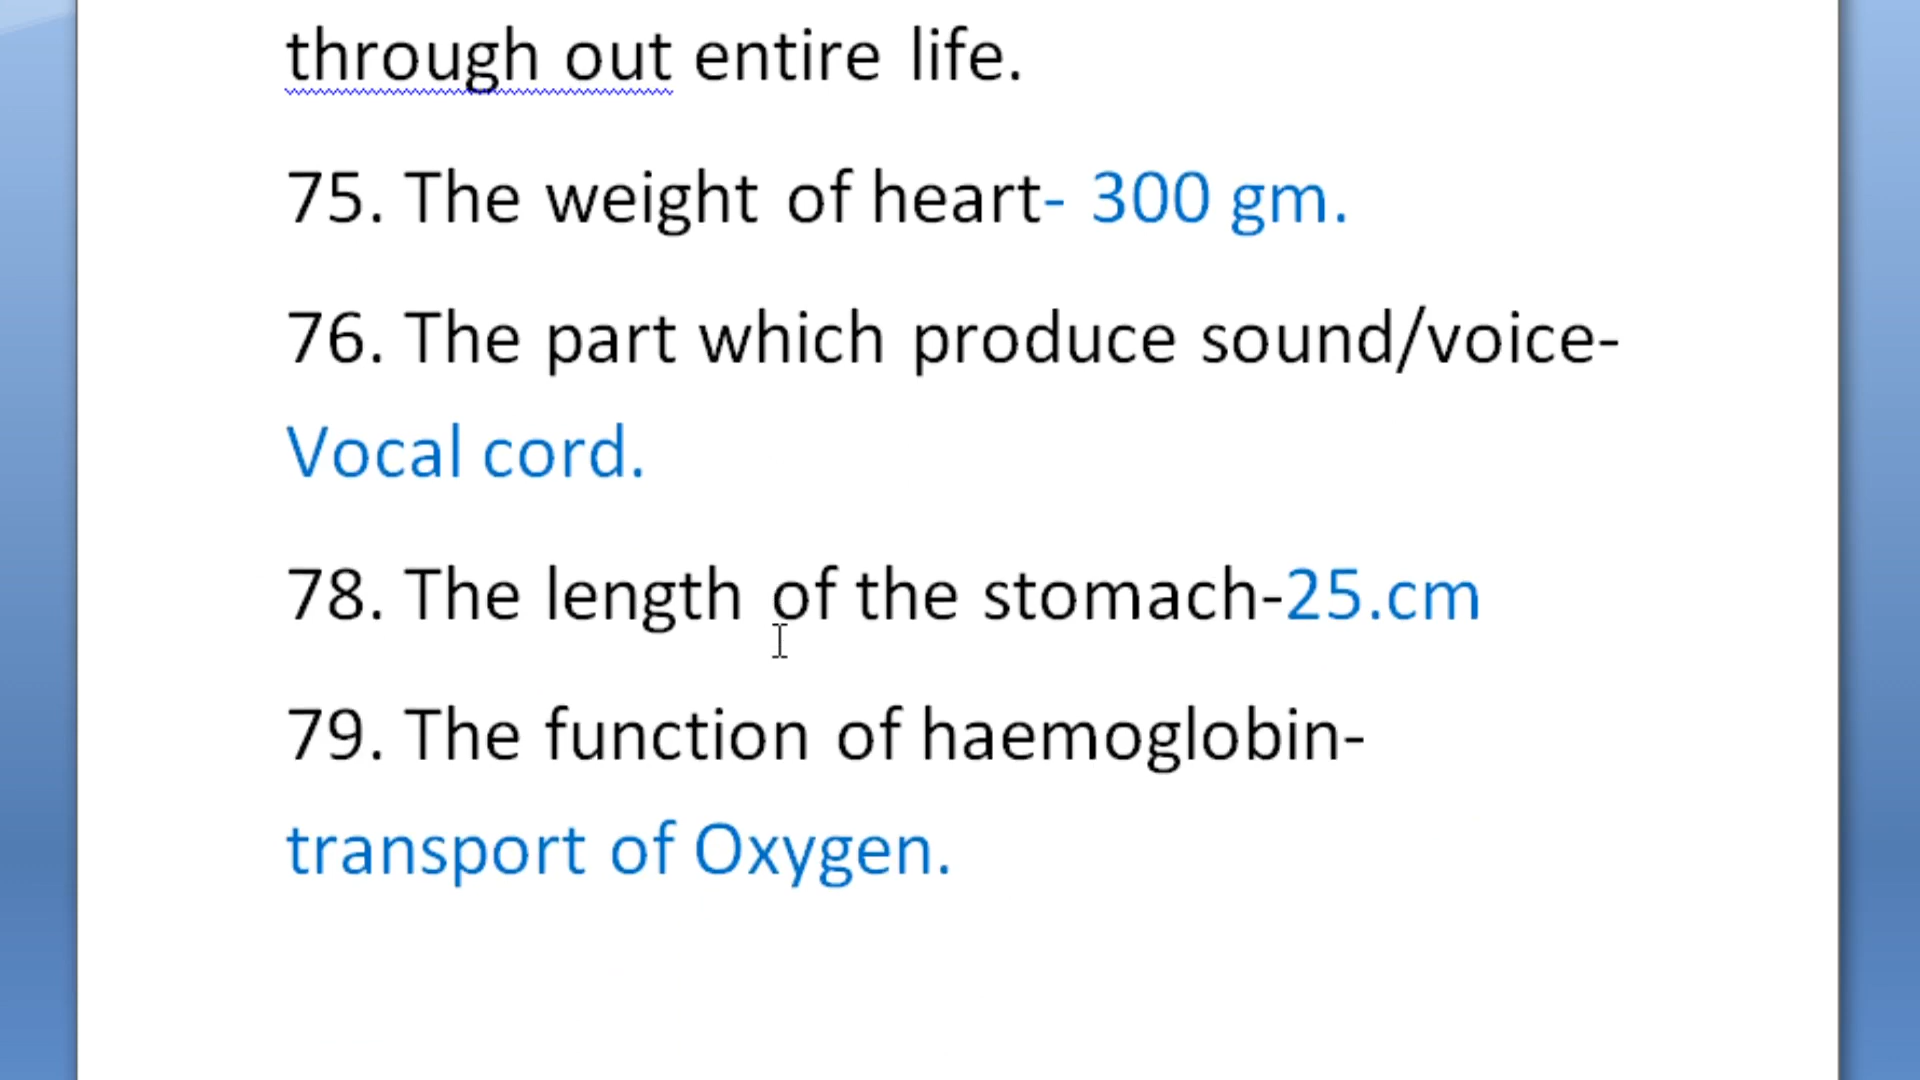 through out entire life.
75. The weight of heart- 300 gm.
76. The part which produce sound/voice-
Vocal cord.
78. The length of the stomach-25.cm
79. The function of haemoglobin-
transport of Oxygen.